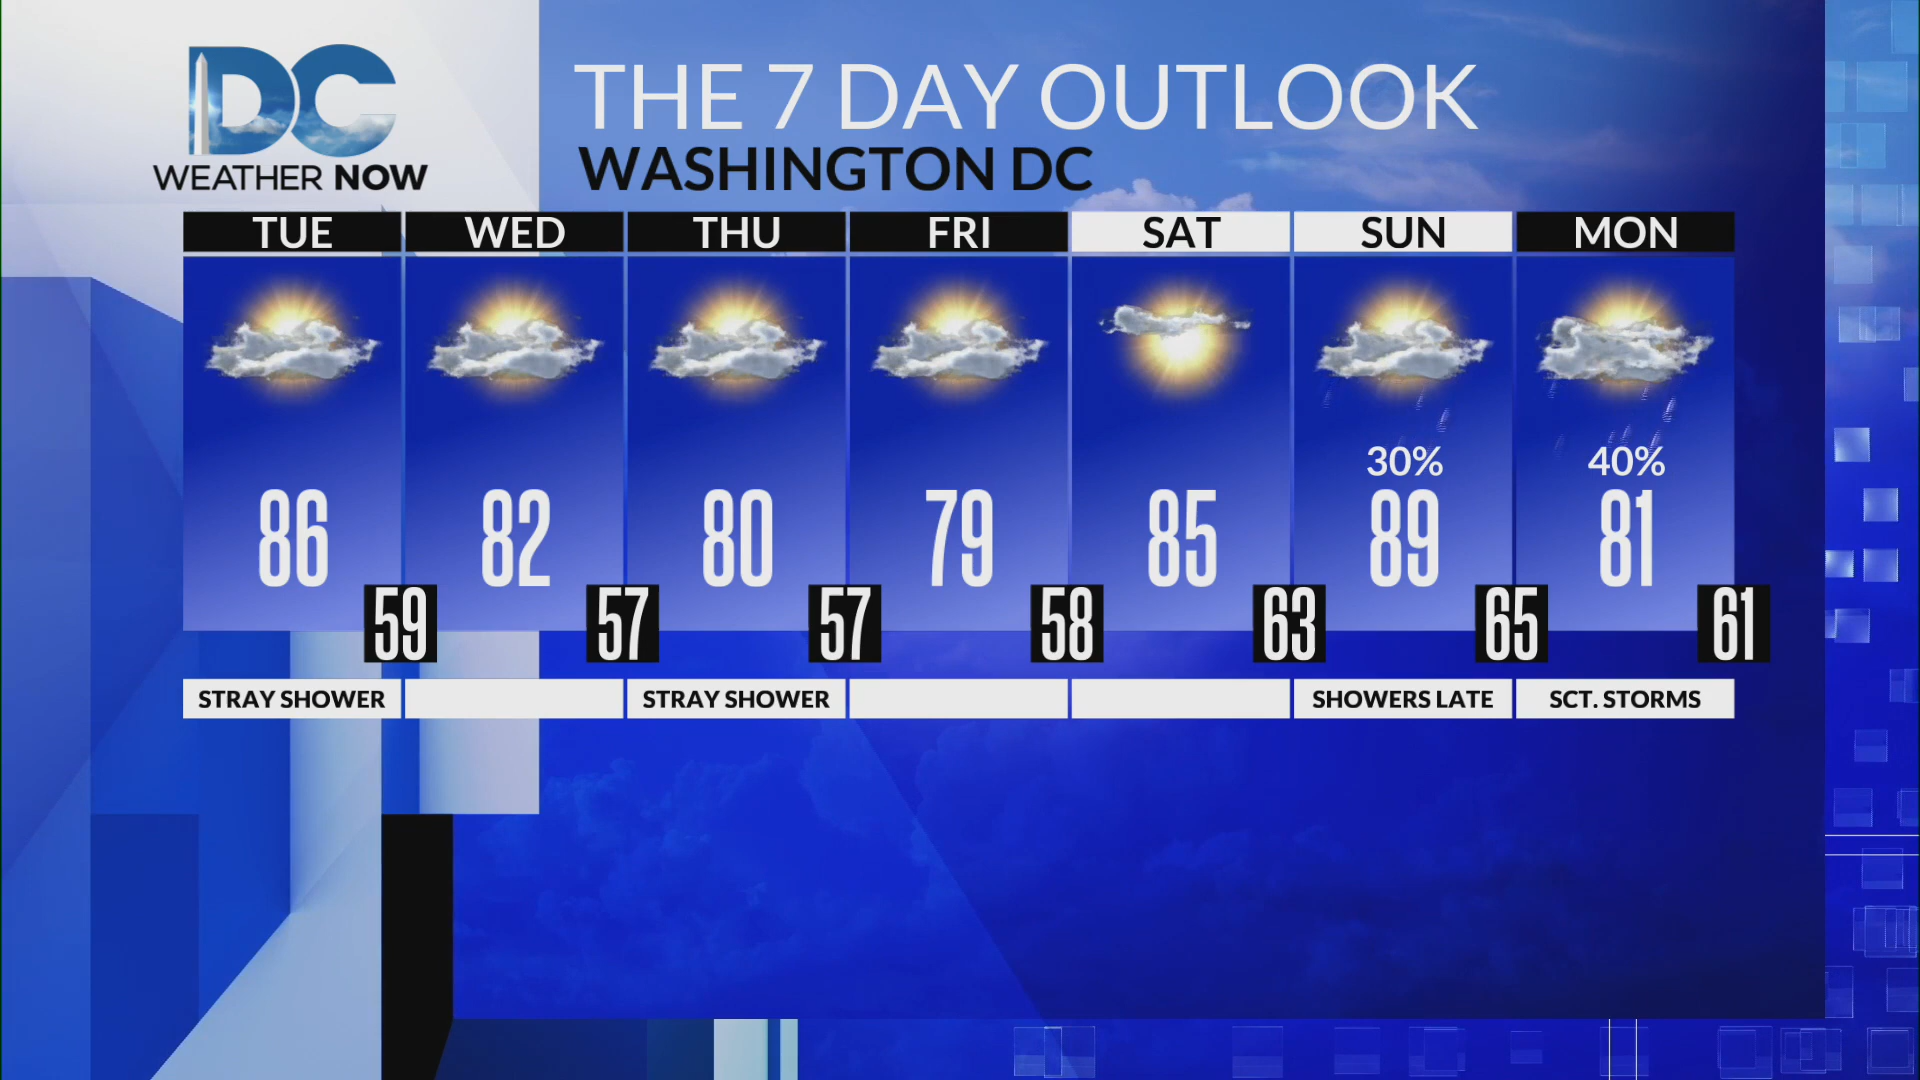 DC
WEATHER NOW
THE 7 DAY OUTLOOK
WASHINGTON DC
TUE WED THU FRI SAT SUN MON
30% 40%
86 82 80 79 85 89 81
59 57 57 58 63 65 61
STRAY SHOWER STRAY SHOWER SHOWERS LATE SCT. STORMS